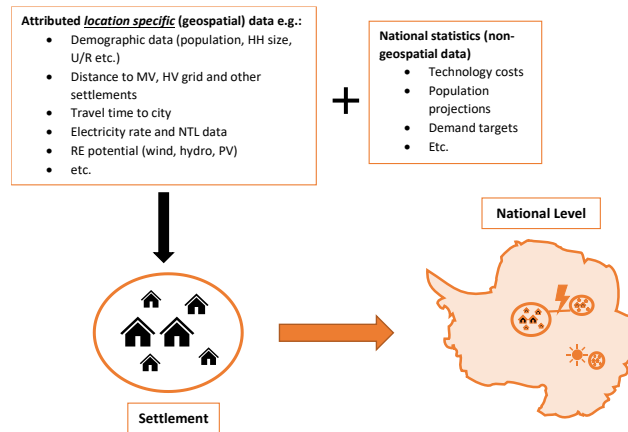 Attributed location specific (geospatial) data e.g.:
• Demographic data (population, HH size,
U/R etc.)
• Distance to MV, HV grid and other
settlements
• Travel time to city
• Electricity rate and NTL data
• RE potential (wind, hydro, PV)
• etc.
National statistics (non-
geospatial data)
• Technology costs
• Population
projections
• Demand targets
• Etc.
National Level
Settlement